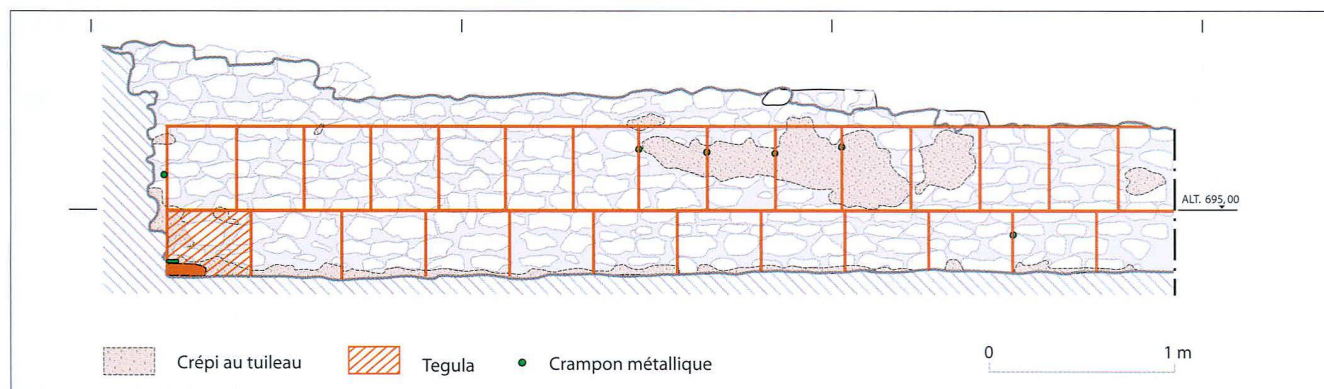 ALT. 695,00
Crépi au tuileau
Tegula
Crampon métallique
0 1 m